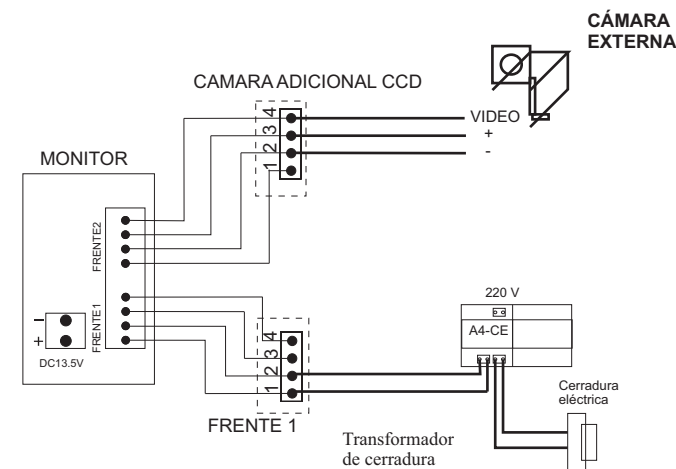 CÁMARA
EXTERNA
CAMARA ADICIONAL CCD
4
3
2
1
VIDEO
+
-
MONITOR
FRENTE2
FRENTE1
-
+
DC13.5V
4
3
2
1
FRENTE 1
220 V
A4-CE
Cerradura
eléctrica
Transformador
de cerradura